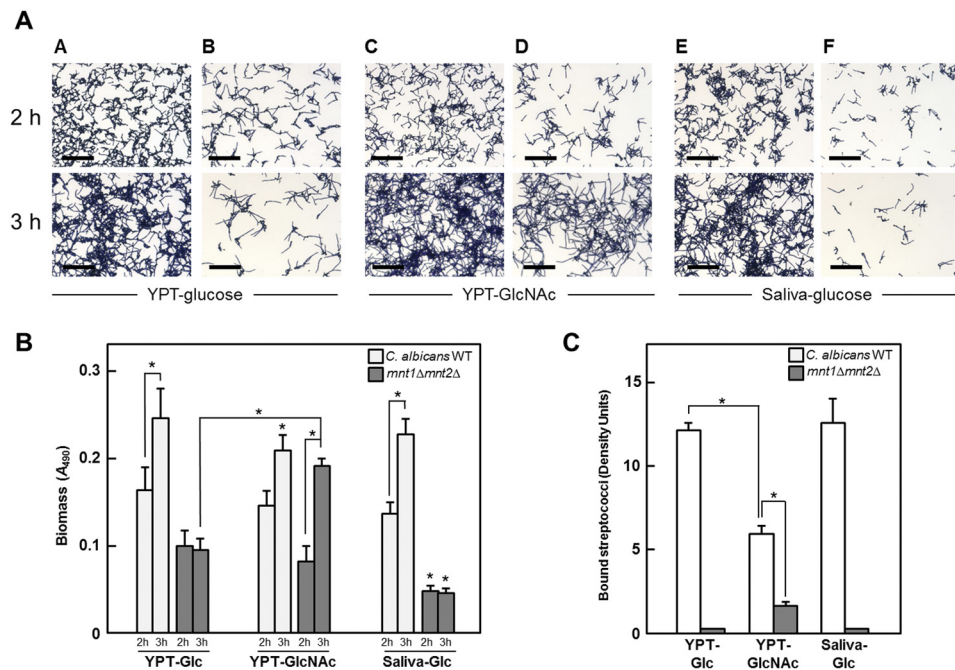 A
A B C D E F
2 h
3 h
YPT-glucose YPT-GlcNAc Saliva-glucose
B
C. albicans WT
mnt1Δmnt2Δ
0.3
0.2
0.1
0
Biomass (A490)
* * * * * * * *
2h 3h 2h 3h 2h 3h 2h 3h 2h 3h 2h 3h
YPT-Glc YPT-GlcNAc Saliva-Glc
C
C. albicans WT
mnt1Δmnt2Δ
15
10
5
0
Bound streptococci (Density Units)
* *
YPT-Glc YPT-GlcNAc Saliva-Glc